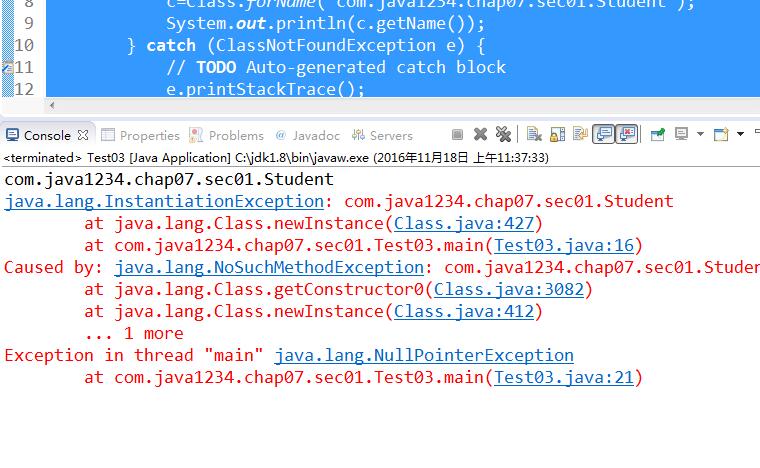 8 c=Class.forName("com.java1234.chap07.sec01.Student");
9 System.out.println(c.getName());
10 } catch (ClassNotFoundException e) {
11 // TODO Auto-generated catch block
12 e.printStackTrace();
Console Properties Problems @ Javadoc Servers
<terminated> Test03 [Java Application] C:\jdk1.8\bin\javaw.exe (2016年11月18日 上午11:37:33)
com.java1234.chap07.sec01.Student
java.lang.InstantiationException: com.java1234.chap07.sec01.Student
at java.lang.Class.newInstance(Class.java:427)
at com.java1234.chap07.sec01.Test03.main(Test03.java:16)
Caused by: java.lang.NoSuchMethodException: com.java1234.chap07.sec01.Studen
at java.lang.Class.getConstructor0(Class.java:3082)
at java.lang.Class.newInstance(Class.java:412)
... 1 more
Exception in thread "main" java.lang.NullPointerException
at com.java1234.chap07.sec01.Test03.main(Test03.java:21)